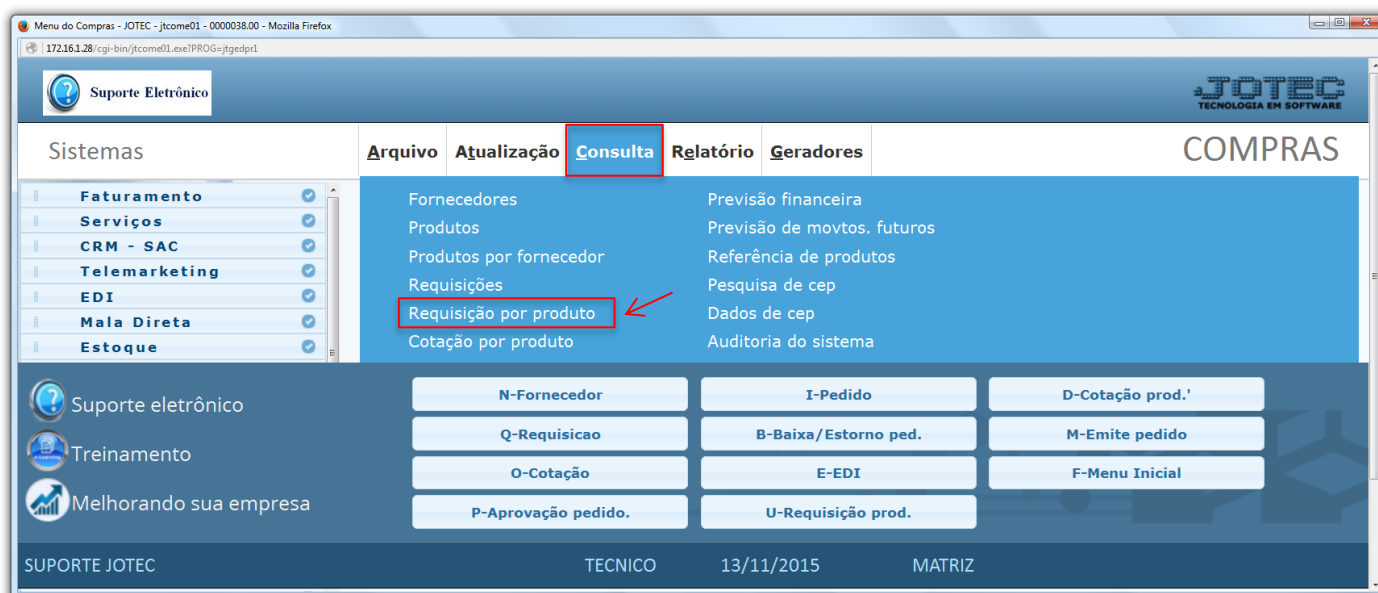 Menu do Compras - JOTEC - jtcome01 - 0000038.00 - Mozilla Firefox
172.16.1.28/cgi-bin/jtcome01.exe?PROG=jtgedpr1
Suporte Eletrônico
JOTEC
TECNOLOGIA EM SOFTWARE
Sistemas
Arquivo Atualização Consulta Relatório Geradores
COMPRAS
Faturamento
Serviços
CRM - SAC
Telemarketing
EDI
Mala Direta
Estoque
Fornecedores
Produtos
Produtos por fornecedor
Requisições
Requisição por produto
Cotação por produto
Previsão financeira
Previsão de movtos. futuros
Referência de produtos
Pesquisa de cep
Dados de cep
Auditoria do sistema
Suporte eletrônico
Treinamento
Melhorando sua empresa
N-Fornecedor I-Pedido D-Cotação prod.'
Q-Requisicao B-Baixa/Estorno ped. M-Emite pedido
O-Cotação E-EDI F-Menu Inicial
P-Aprovação pedido. U-Requisição prod.
SUPORTE JOTEC TECNICO 13/11/2015 MATRIZ